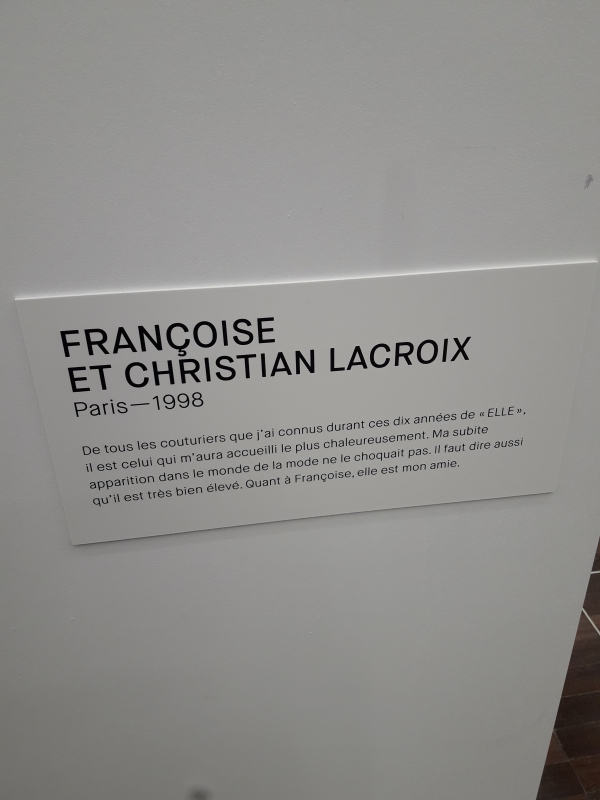 FRANÇOISE
ET CHRISTIAN LACROIX
Paris—1998
De tous les couturiers que j'ai connus durant ces dix années de « ELLE »,
il est celui qui m'aura accueilli le plus chaleureusement. Ma subite
apparition dans le monde de la mode ne le choquait pas. Il faut dire aussi
qu'il est très bien élevé. Quant à Françoise, elle est mon amie.